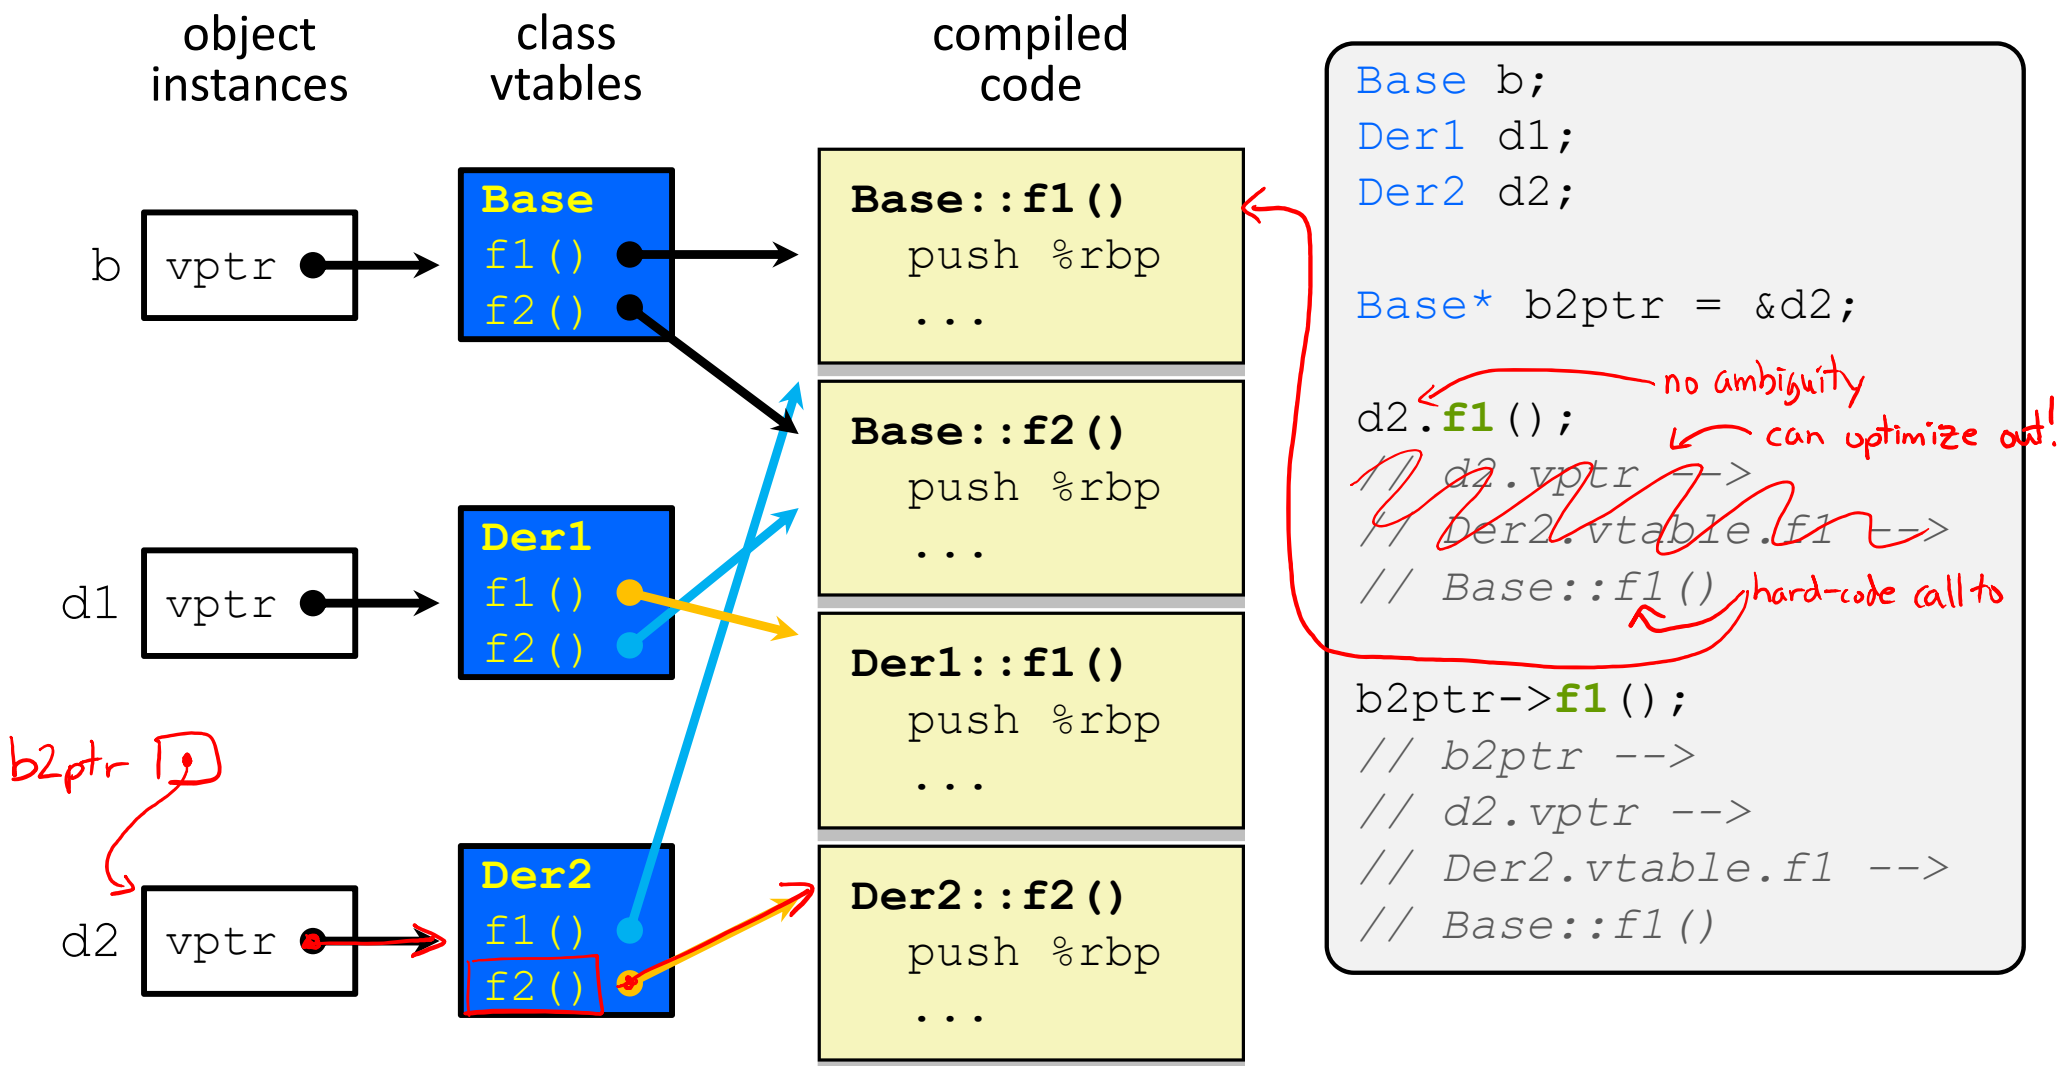 object
instances
class
vtables
compiled
code
b
vptr
d1
vptr
b2ptr
d2
vptr
Base
f1()
f2()
Der1
f1()
f2()
Der2
f1()
f2()
Base::f1()
push %rbp
...
Base::f2()
push %rbp
...
Der1::f1()
push %rbp
...
Der2::f2()
push %rbp
...
Base b;
Der1 d1;
Der2 d2;
Base* b2ptr = &d2;
no ambiguity
d2.f1();
can optimize out!
// d2.vptr -->
// Der2.vtable.f1 -->
// Base::f1()
hard-code call to
b2ptr->f1();
// b2ptr -->
// d2.vptr -->
// Der2.vtable.f1 -->
// Base::f1()